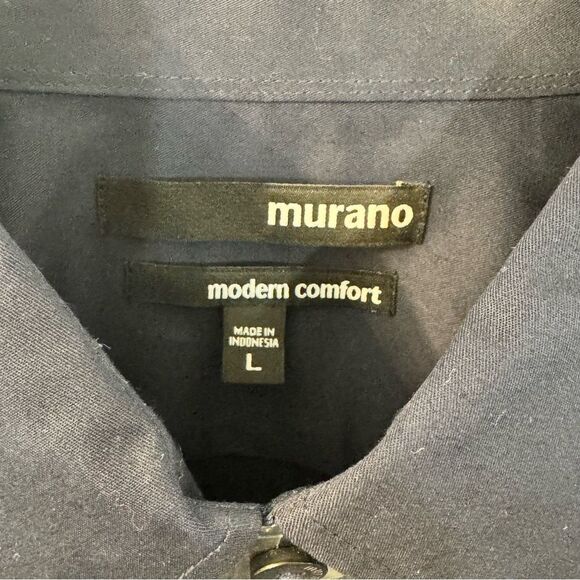 murano
modern comfort
MADE IN
INDONESIA
L